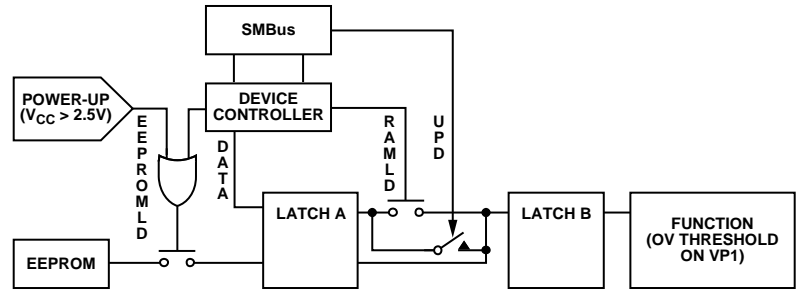 SMBus
POWER-UP
(VCC > 2.5V)
DEVICE
CONTROLLER
EEPROMLD
DATA
RAMLD
UPD
LATCH A
LATCH B
FUNCTION
(OV THRESHOLD
ON VP1)
EEPROM